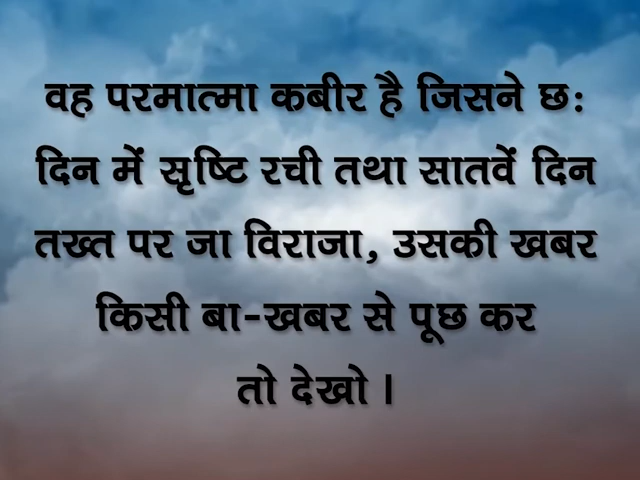 वह परमात्मा कबीर है जिसने छ:
दिन में सृष्टि रची तथा सातवें दिन
तख्त पर जा विराजा, उसकी खबर
किसी बा-खबर से पूछ कर
तो देखो ।